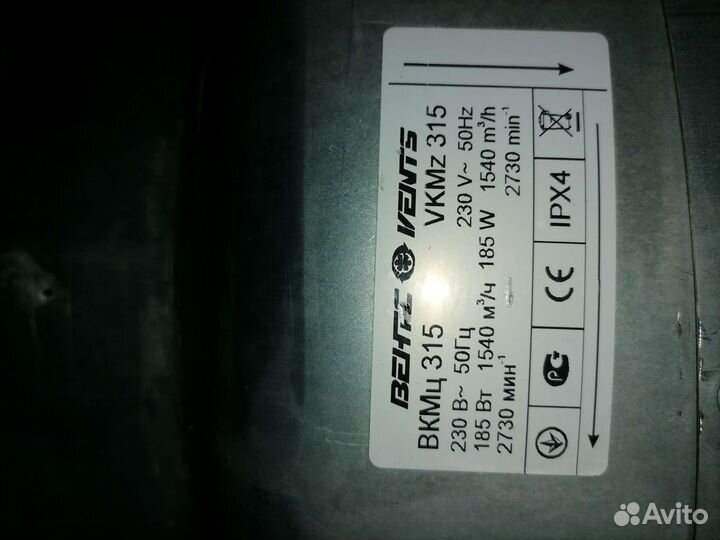 ВЕНТС VENTS
ВКМц 315 VKMz 315
230 В~ 50Гц 230 V~ 50Hz
185 Вт 1540 м³/ч 185 W 1540 m³/h
2730 мин⁻¹ 2730 min⁻¹
РС CE IPX4
Avito